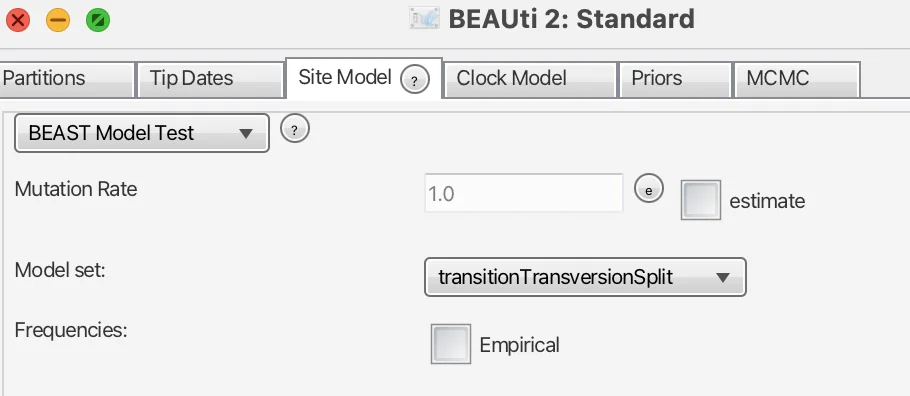 BEAUti 2: Standard
Partitions Tip Dates Site Model ? Clock Model Priors MCMC
BEAST Model Test ?
Mutation Rate 1.0 e estimate
Model set: transitionTransversionSplit
Frequencies: Empirical